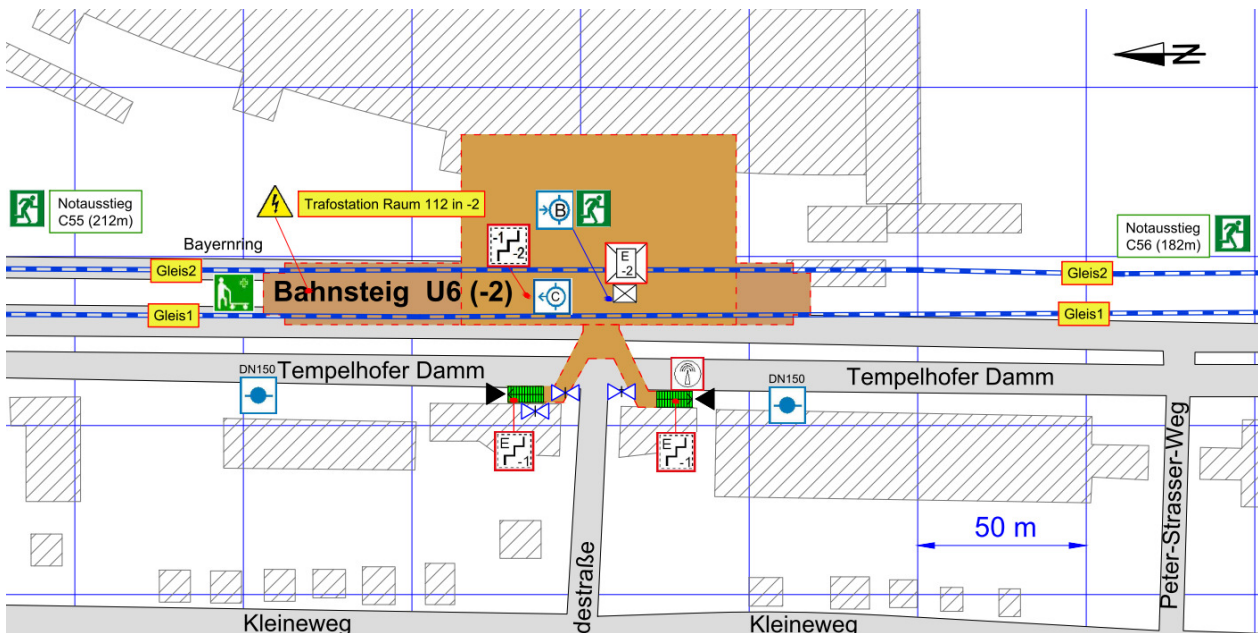 N
Notausstieg
C55 (212m)
Trafostation Raum 112 in -2
B
-1
-2
Notausstieg
C56 (182m)
Bayernring
E
-2
Gleis2
Gleis2
Bahnsteig U6 (-2)
C
Gleis1
Gleis1
DN150
Tempelhofer Damm
DN150
Tempelhofer Damm
E
-1
E
-1
50 m
Peter-Strasser-Weg
destraße
Kleineweg
Kleineweg